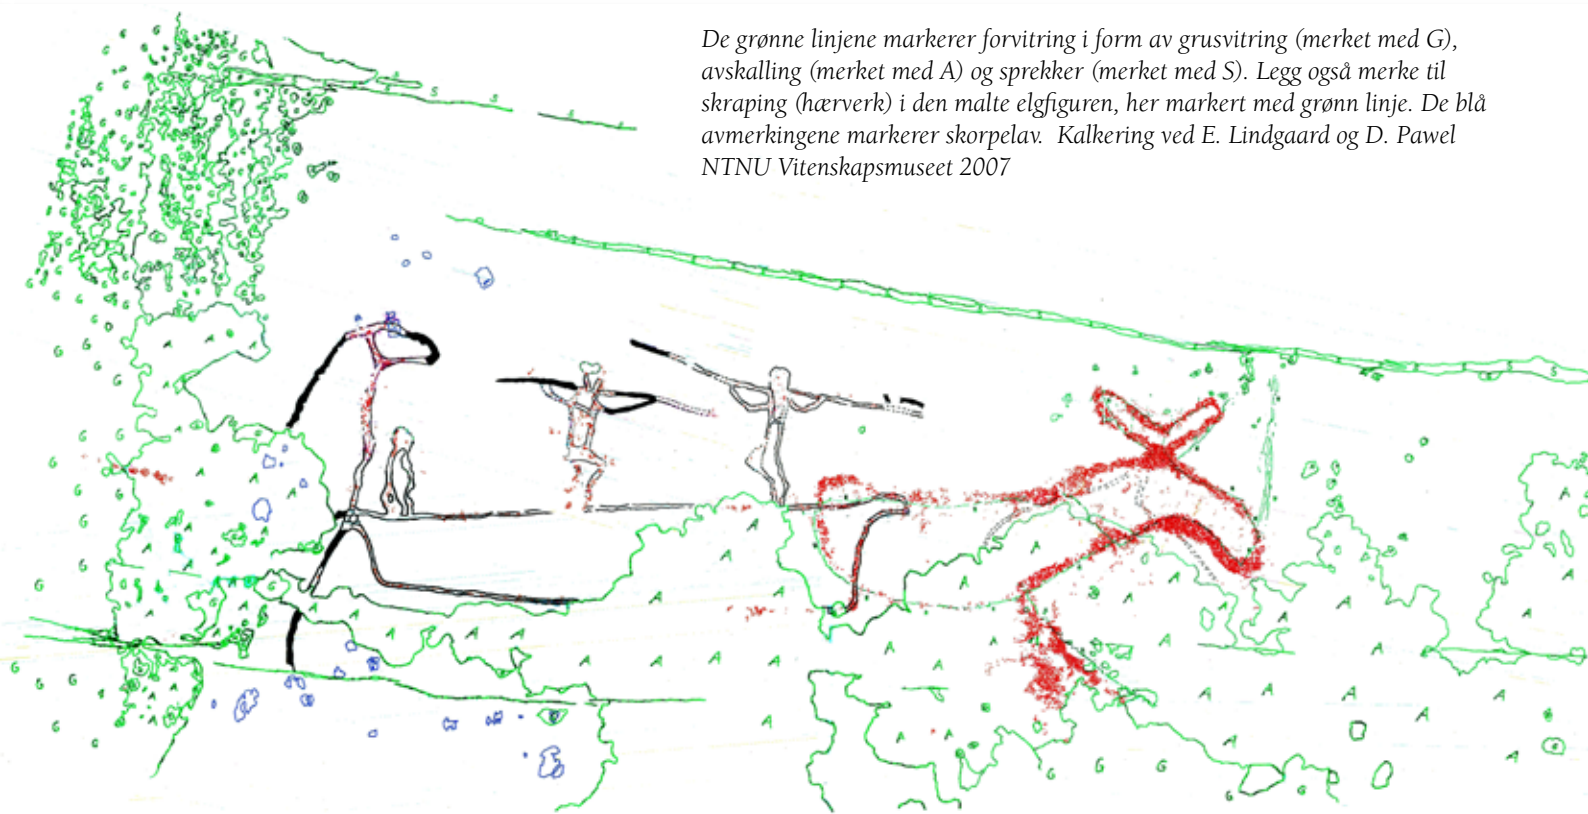 De grønne linjene markerer forvitring i form av grusvitring (merket med G),
avskalling (merket med A) og sprekker (merket med S). Legg også merke til
skraping (hærverk) i den malte elgfiguren, her markert med grønn linje. De blå
avmerkingene markerer skorpelav.  Kalkering ved E. Lindgaard og D. Pawel
NTNU Vitenskapsmuseet 2007